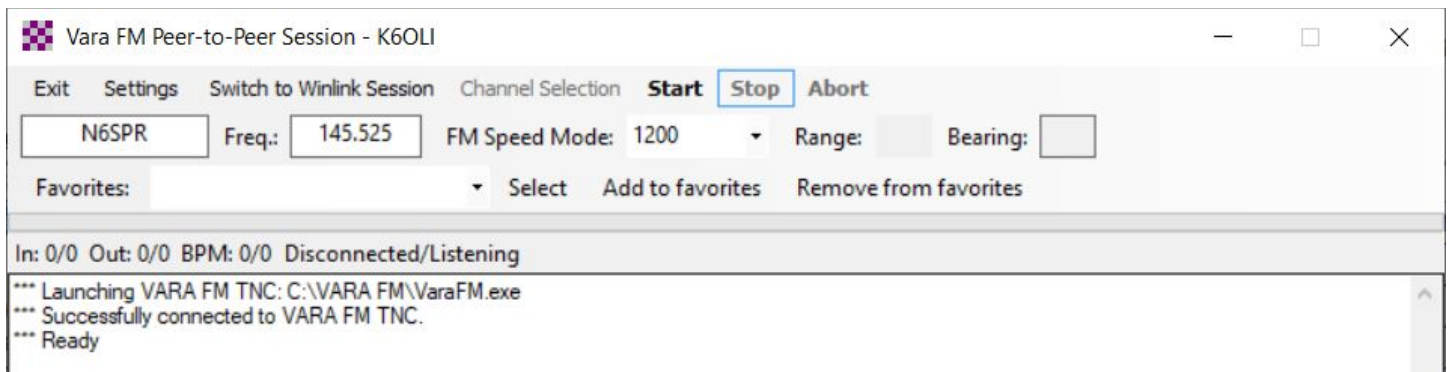 Vara FM Peer-to-Peer Session - K6OLI
Exit Settings Switch to Winlink Session Channel Selection Start Stop Abort
N6SPR Freq.: 145.525 FM Speed Mode: 1200 Range: Bearing:
Favorites: Select Add to favorites Remove from favorites
In: 0/0 Out: 0/0 BPM: 0/0 Disconnected/Listening
*** Launching VARA FM TNC: C:\VARA FM\VaraFM.exe
*** Successfully connected to VARA FM TNC.
*** Ready